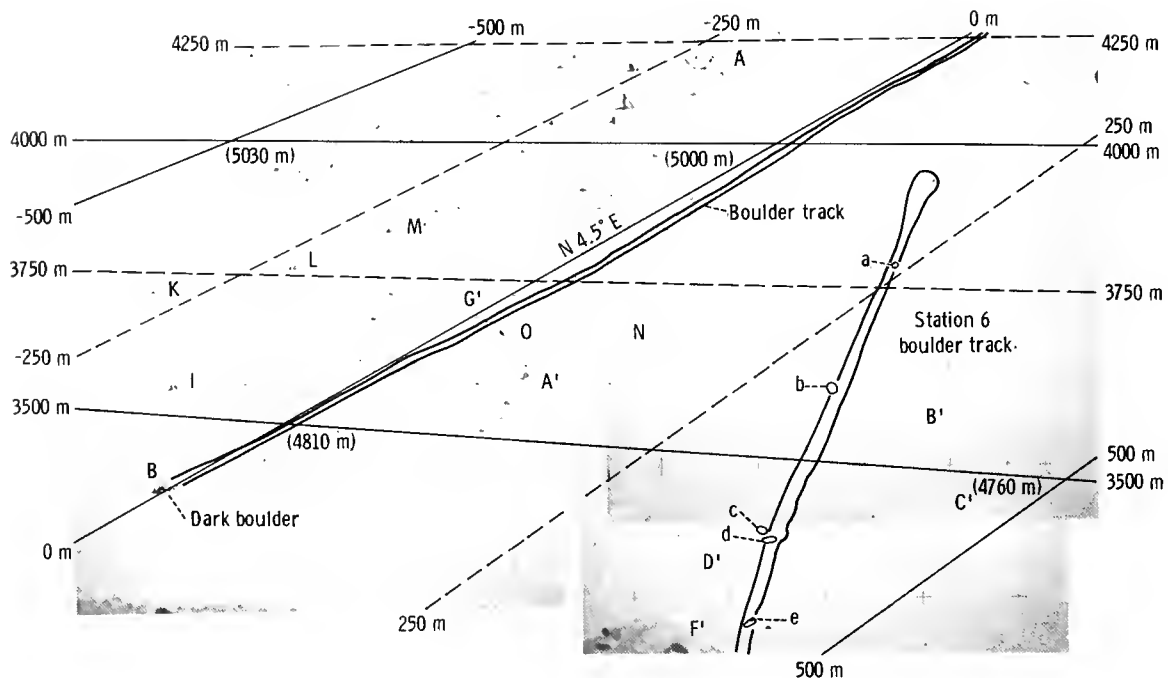 -500 m
-250 m
0 m
4250 m
4250 m
A
250 m
4000 m
(5030 m)
(5000 m)
4000 m
-500 m
Boulder track
M
N 4.5° E
a
L
3750 m
K
G'
3750 m
O
N
Station 6
boulder track
-250 m
I
A'
b
3500 m
B'
(4810 m)
500 m
B
(4760 m)
3500 m
C'
Dark boulder
c
d
0 m
D'
250 m
F'
e
500 m